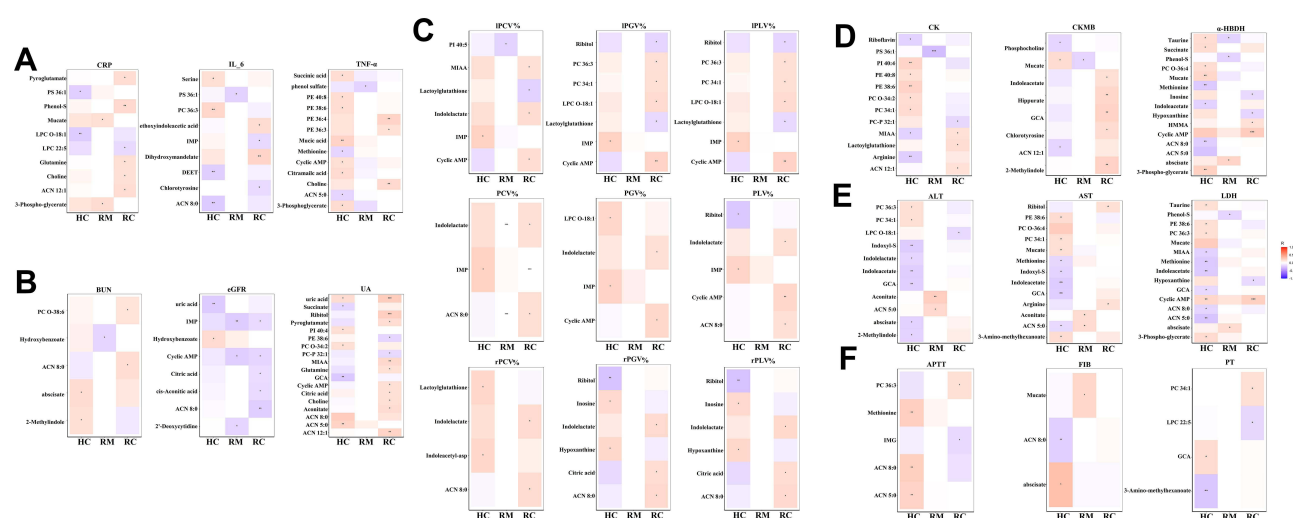 A
CRP
Pyroglutamate
PS 36:1
Phenol-S
Mucate
LPC O-18:1
LPC 22:5
Glutamine
Choline
ACN 12:1
3-Phospho-glycerate
HC RM RC
IL_6
Serine
PS 36:1
PC 36:3
ethoxyindoleacetic acid
IMP
Dihydroxymandelate
DEET
Chlorotyrosine
ACN 8:0
HC RM RC
TNF-α
Succinic acid
phenol sulfate
PE 40:8
PE 38:6
PE 36:4
PE 36:3
Mucic acid
Methionine
Cyclic AMP
Citramalic acid
Choline
ACN 5:0
3-Phosphoglycerate
HC RM RC
B
BUN
PC O-38:6
Hydroxybenzoate
ACN 8:0
abscisate
2-Methylindole
HC RM RC
eGFR
uric acid
IMP
Hydroxybenzoate
Cyclic AMP
Citric acid
cis-Aconitic acid
ACN 8:0
2'-Deoxycytidine
HC RM RC
UA
uric acid
Succinate
Ribitol
Pyroglutamate
PI 40:4
PE 38:6
PC O-34:2
PC-P 32:1
MIAA
Glutamine
GCA
Cyclic AMP
Citric acid
Choline
Aconitate
ACN 8:0
ACN 5:0
ACN 12:1
HC RM RC
C
lPCV%
PI 40:5
MIAA
Lactoylglutathione
Indolelactate
IMP
Cyclic AMP
HC RM RC
lPGV%
Ribitol
PC 36:3
PC 34:1
LPC O-18:1
Lactoylglutathione
IMP
Cyclic AMP
HC RM RC
lPLV%
Ribitol
PC 36:3
PC 34:1
LPC O-18:1
Lactoylglutathione
IMP
Cyclic AMP
HC RM RC
PCV%
Indolelactate
IMP
ACN 8:0
HC RM RC
PGV%
LPC O-18:1
Indolelactate
IMP
Cyclic AMP
HC RM RC
PLV%
Ribitol
Indolelactate
IMP
Cyclic AMP
ACN 8:0
HC RM RC
rPCV%
Lactoylglutathione
Indolelactate
Indoleacetyl-asp
ACN 8:0
HC RM RC
rPGV%
Ribitol
Inosine
Indolelactate
Hypoxanthine
Citric acid
ACN 8:0
HC RM RC
rPLV%
Ribitol
Inosine
Indolelactate
Hypoxanthine
Citric acid
ACN 8:0
HC RM RC
D
CK
Riboflavin
PS 36:1
PI 40:4
PE 40:8
PE 38:6
PC O-34:2
PC 34:1
PC-P 32:1
MIAA
Lactoylglutathione
Arginine
ACN 12:1
HC RM RC
CKMB
Phosphocholine
Mucate
Indoleacetate
Hippurate
GCA
Chlorotyrosine
ACN 12:1
2-Methylindole
HC RM RC
α-HBDH
Taurine
Succinate
Phenol-S
PC O-36:4
Mucate
Methionine
Inosine
Indoleacetate
Hypoxanthine
HMMA
Cyclic AMP
ACN 8:0
ACN 5:0
abscisate
3-Phospho-glycerate
HC RM RC
E
ALT
PC 36:3
PC 34:1
LPC O-18:1
Indoxyl-S
Indolelactate
Indoleacetate
GCA
Aconitate
ACN 5:0
abscisate
2-Methylindole
HC RM RC
AST
Ribitol
PE 38:6
PC O-36:4
PC 34:1
Mucate
Methionine
Indoxyl-S
Indoleacetate
GCA
Arginine
Aconitate
ACN 5:0
3-Amino-methylhexanoate
HC RM RC
LDH
Taurine
Phenol-S
PE 38:6
PC 36:3
Mucate
MIAA
Methionine
Indoleacetate
Hypoxanthine
GCA
Cyclic AMP
ACN 8:0
ACN 5:0
abscisate
3-Phospho-glycerate
HC RM RC
R
F
APTT
PC 36:3
Methionine
IMG
ACN 8:0
ACN 5:0
HC RM RC
FIB
Mucate
ACN 8:0
abscisate
HC RM RC
PT
PC 34:1
LPC 22:5
GCA
3-Amino-methylhexanoate
HC RM RC